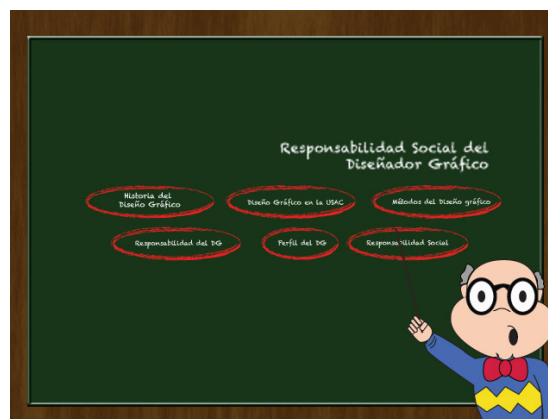 Responsabilidad Social del
Diseñador Gráfico
Historia del
Diseño Gráfico
Diseño Gráfico en la USAC
Métodos del Diseño gráfico
Responsabilidad del DG
Perfil del DG
Responsabilidad Social